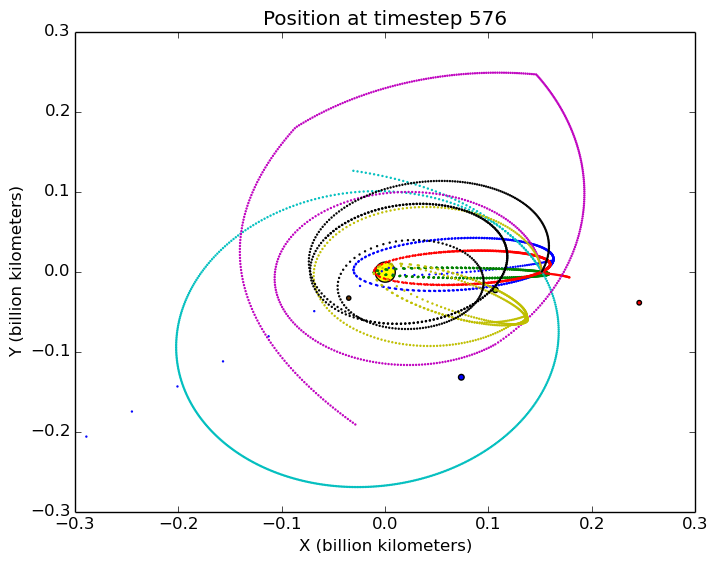 Position at timestep 576
0.3
0.2
0.1
0.0
−0.1
−0.2
−0.3
Y (billion kilometers)
−0.3 −0.2 −0.1 0.0 0.1 0.2 0.3
X (billion kilometers)